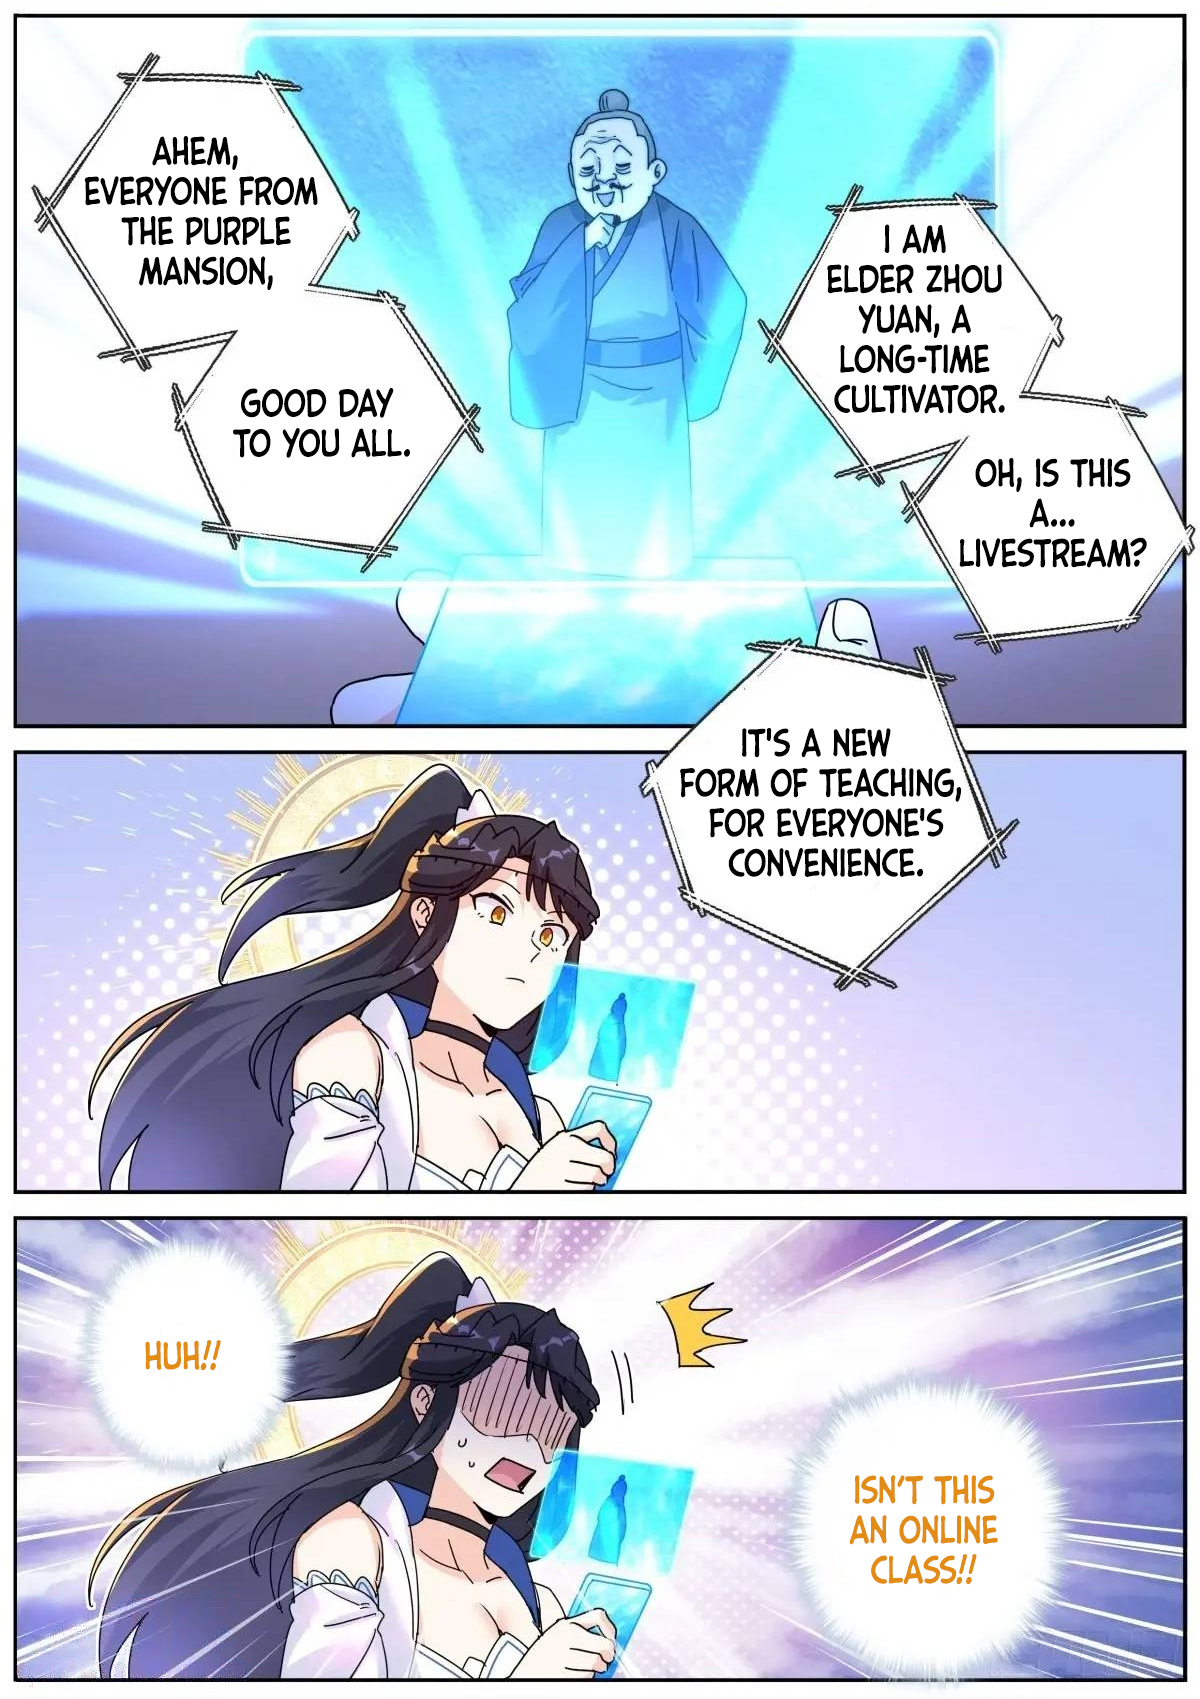 AHEM,
EVERYONE FROM
THE PURPLE
MANSION,
GOOD DAY
TO YOU ALL.
I AM
ELDER ZHOU
YUAN, A
LONG-TIME
CULTIVATOR.
OH, IS THIS
A...
LIVESTREAM?
IT'S A NEW
FORM OF TEACHING,
FOR EVERYONE'S
CONVENIENCE.
HUH!!
ISN'T THIS
AN ONLINE
CLASS!!